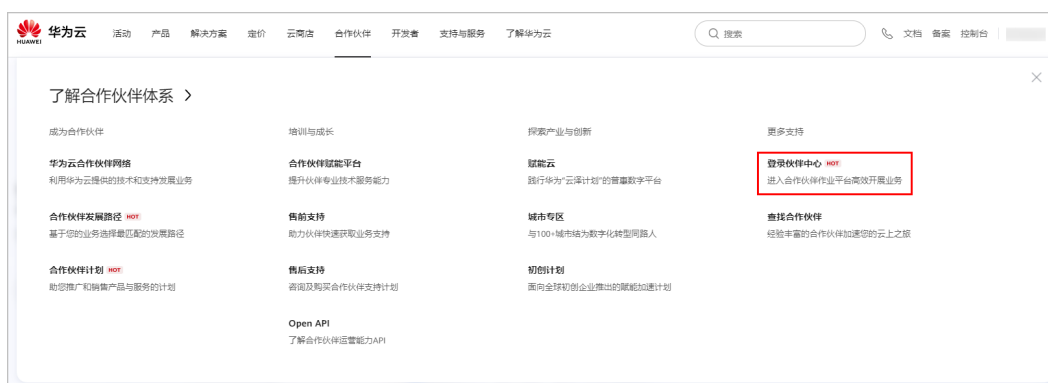 HUAWEI
华为云 活动 产品 解决方案 定价 云商店 合作伙伴 开发者 支持与服务 了解华为云 搜索 文档 备案 控制台
了解合作伙伴体系
成为合作伙伴 培训与成长 探索产业与创新 更多支持
华为云合作伙伴网络 合作伙伴赋能平台 赋能云 登录伙伴中心 HOT
利用华为云提供的技术和支持发展业务 提升伙伴专业技术服务能力 践行华为“云泽计划”的普惠数字平台 进入合作伙伴作业平台高效开展业务
合作伙伴发展路径 HOT 售前支持 城市专区 查找合作伙伴
基于您的业务选择最匹配的发展路径 助力伙伴快速获取业务支持 与100+城市结为数字化转型同路人 经验丰富的合作伙伴加速您的云上之旅
合作伙伴计划 HOT 售后支持 初创计划
助您推广和销售产品与服务的计划 咨询及购买合作伙伴支持计划 面向全球初创企业推出的赋能加速计划
Open API
了解合作伙伴运营能力API